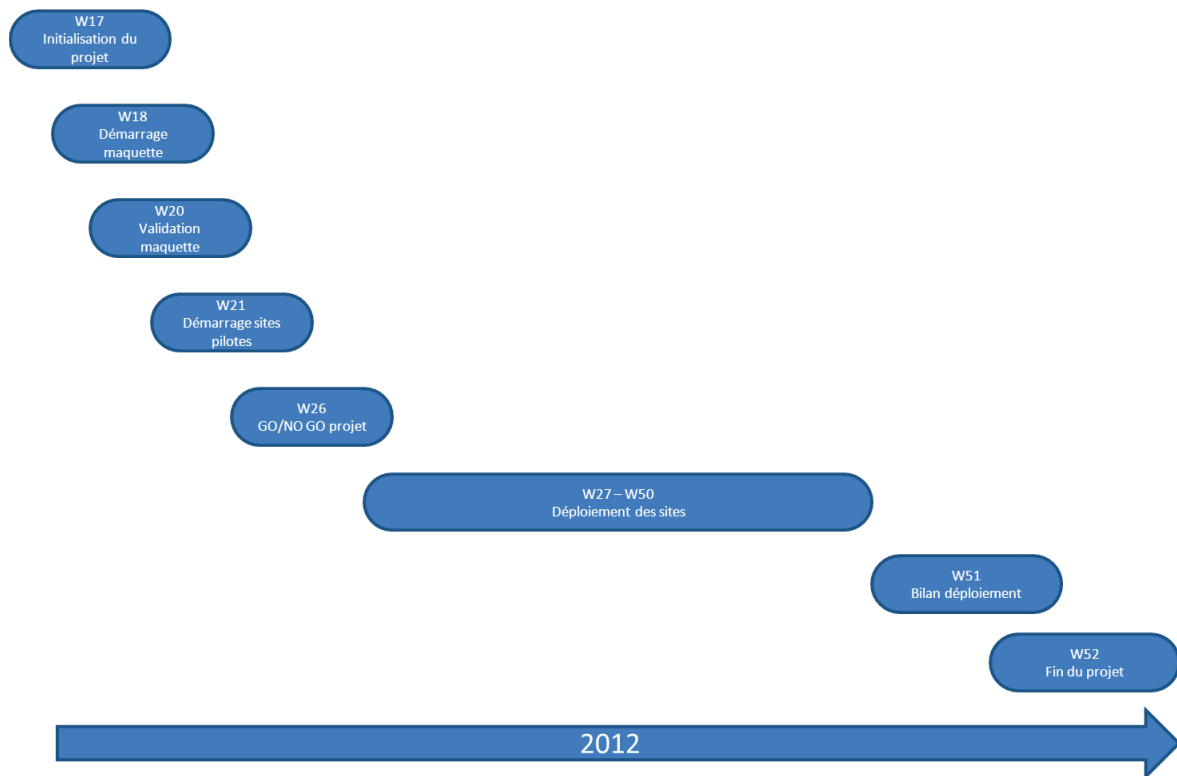 W17
Initialisation du
projet
W18
Démarrage
maquette
W20
Validation
maquette
W21
Démarrage sites
pilotes
W26
GO/NO GO projet
W27 – W50
Déploiement des sites
W51
Bilan déploiement
W52
Fin du projet
2012